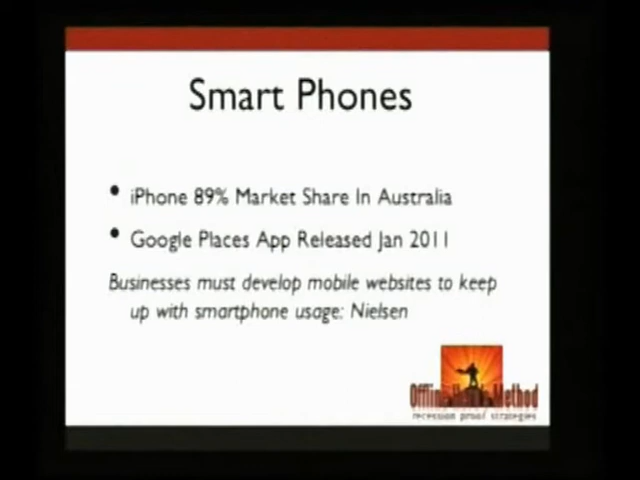 Smart Phones
• iPhone 89% Market Share In Australia
• Google Places App Released Jan 2011
Businesses must develop mobile websites to keep
up with smartphone usage: Nielsen
Method
recession proof strategies